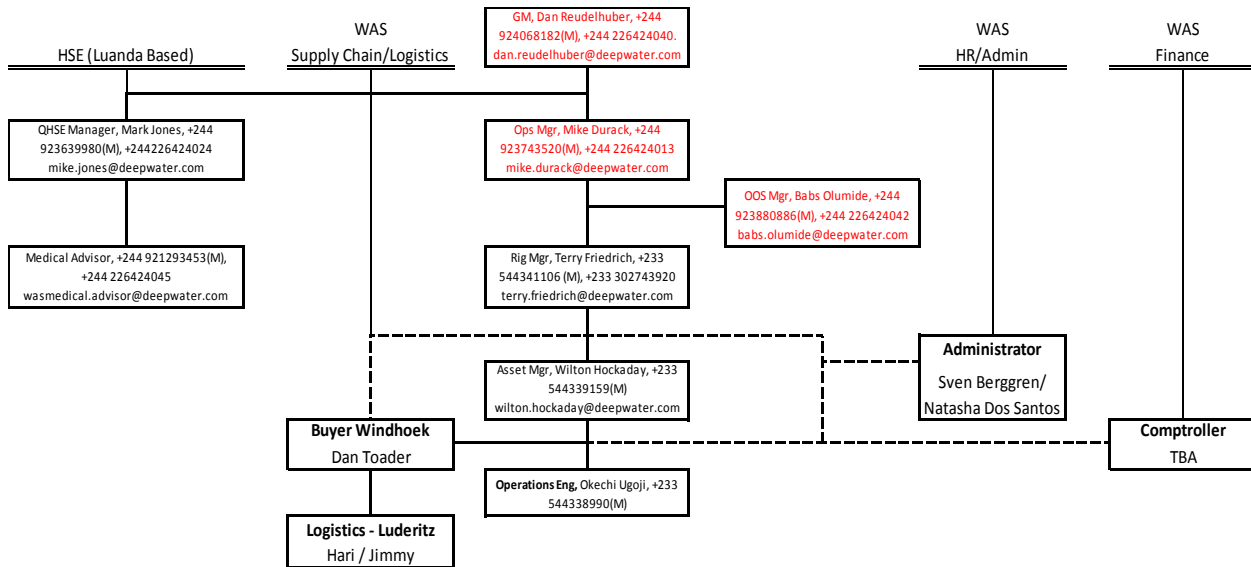 GM, Dan Reudelhuber, +244
924068182(M), +244 226424040.
dan.reudelhuber@deepwater.com
HSE (Luanda Based)
WAS
Supply Chain/Logistics
WAS
HR/Admin
WAS
Finance
QHSE Manager, Mark Jones, +244
923639980(M), +244226424024
mike.jones@deepwater.com
Ops Mgr, Mike Durack, +244
923743520(M), +244 226424013
mike.durack@deepwater.com
OOS Mgr, Babs Olumide, +244
923880886(M), +244 226424042
babs.olumide@deepwater.com
Medical Advisor, +244 921293453(M),
+244 226424045
wasmedical.advisor@deepwater.com
Rig Mgr, Terry Friedrich, +233
544341106 (M), +233 302743920
terry.friedrich@deepwater.com
Administrator
Sven Berggren/
Natasha Dos Santos
Asset Mgr, Wilton Hockaday, +233
544339159(M)
wilton.hockaday@deepwater.com
Buyer Windhoek
Dan Toader
Comptroller
TBA
Operations Eng, Okechi Ugoji, +233
544338990(M)
Logistics - Luderitz
Hari / Jimmy